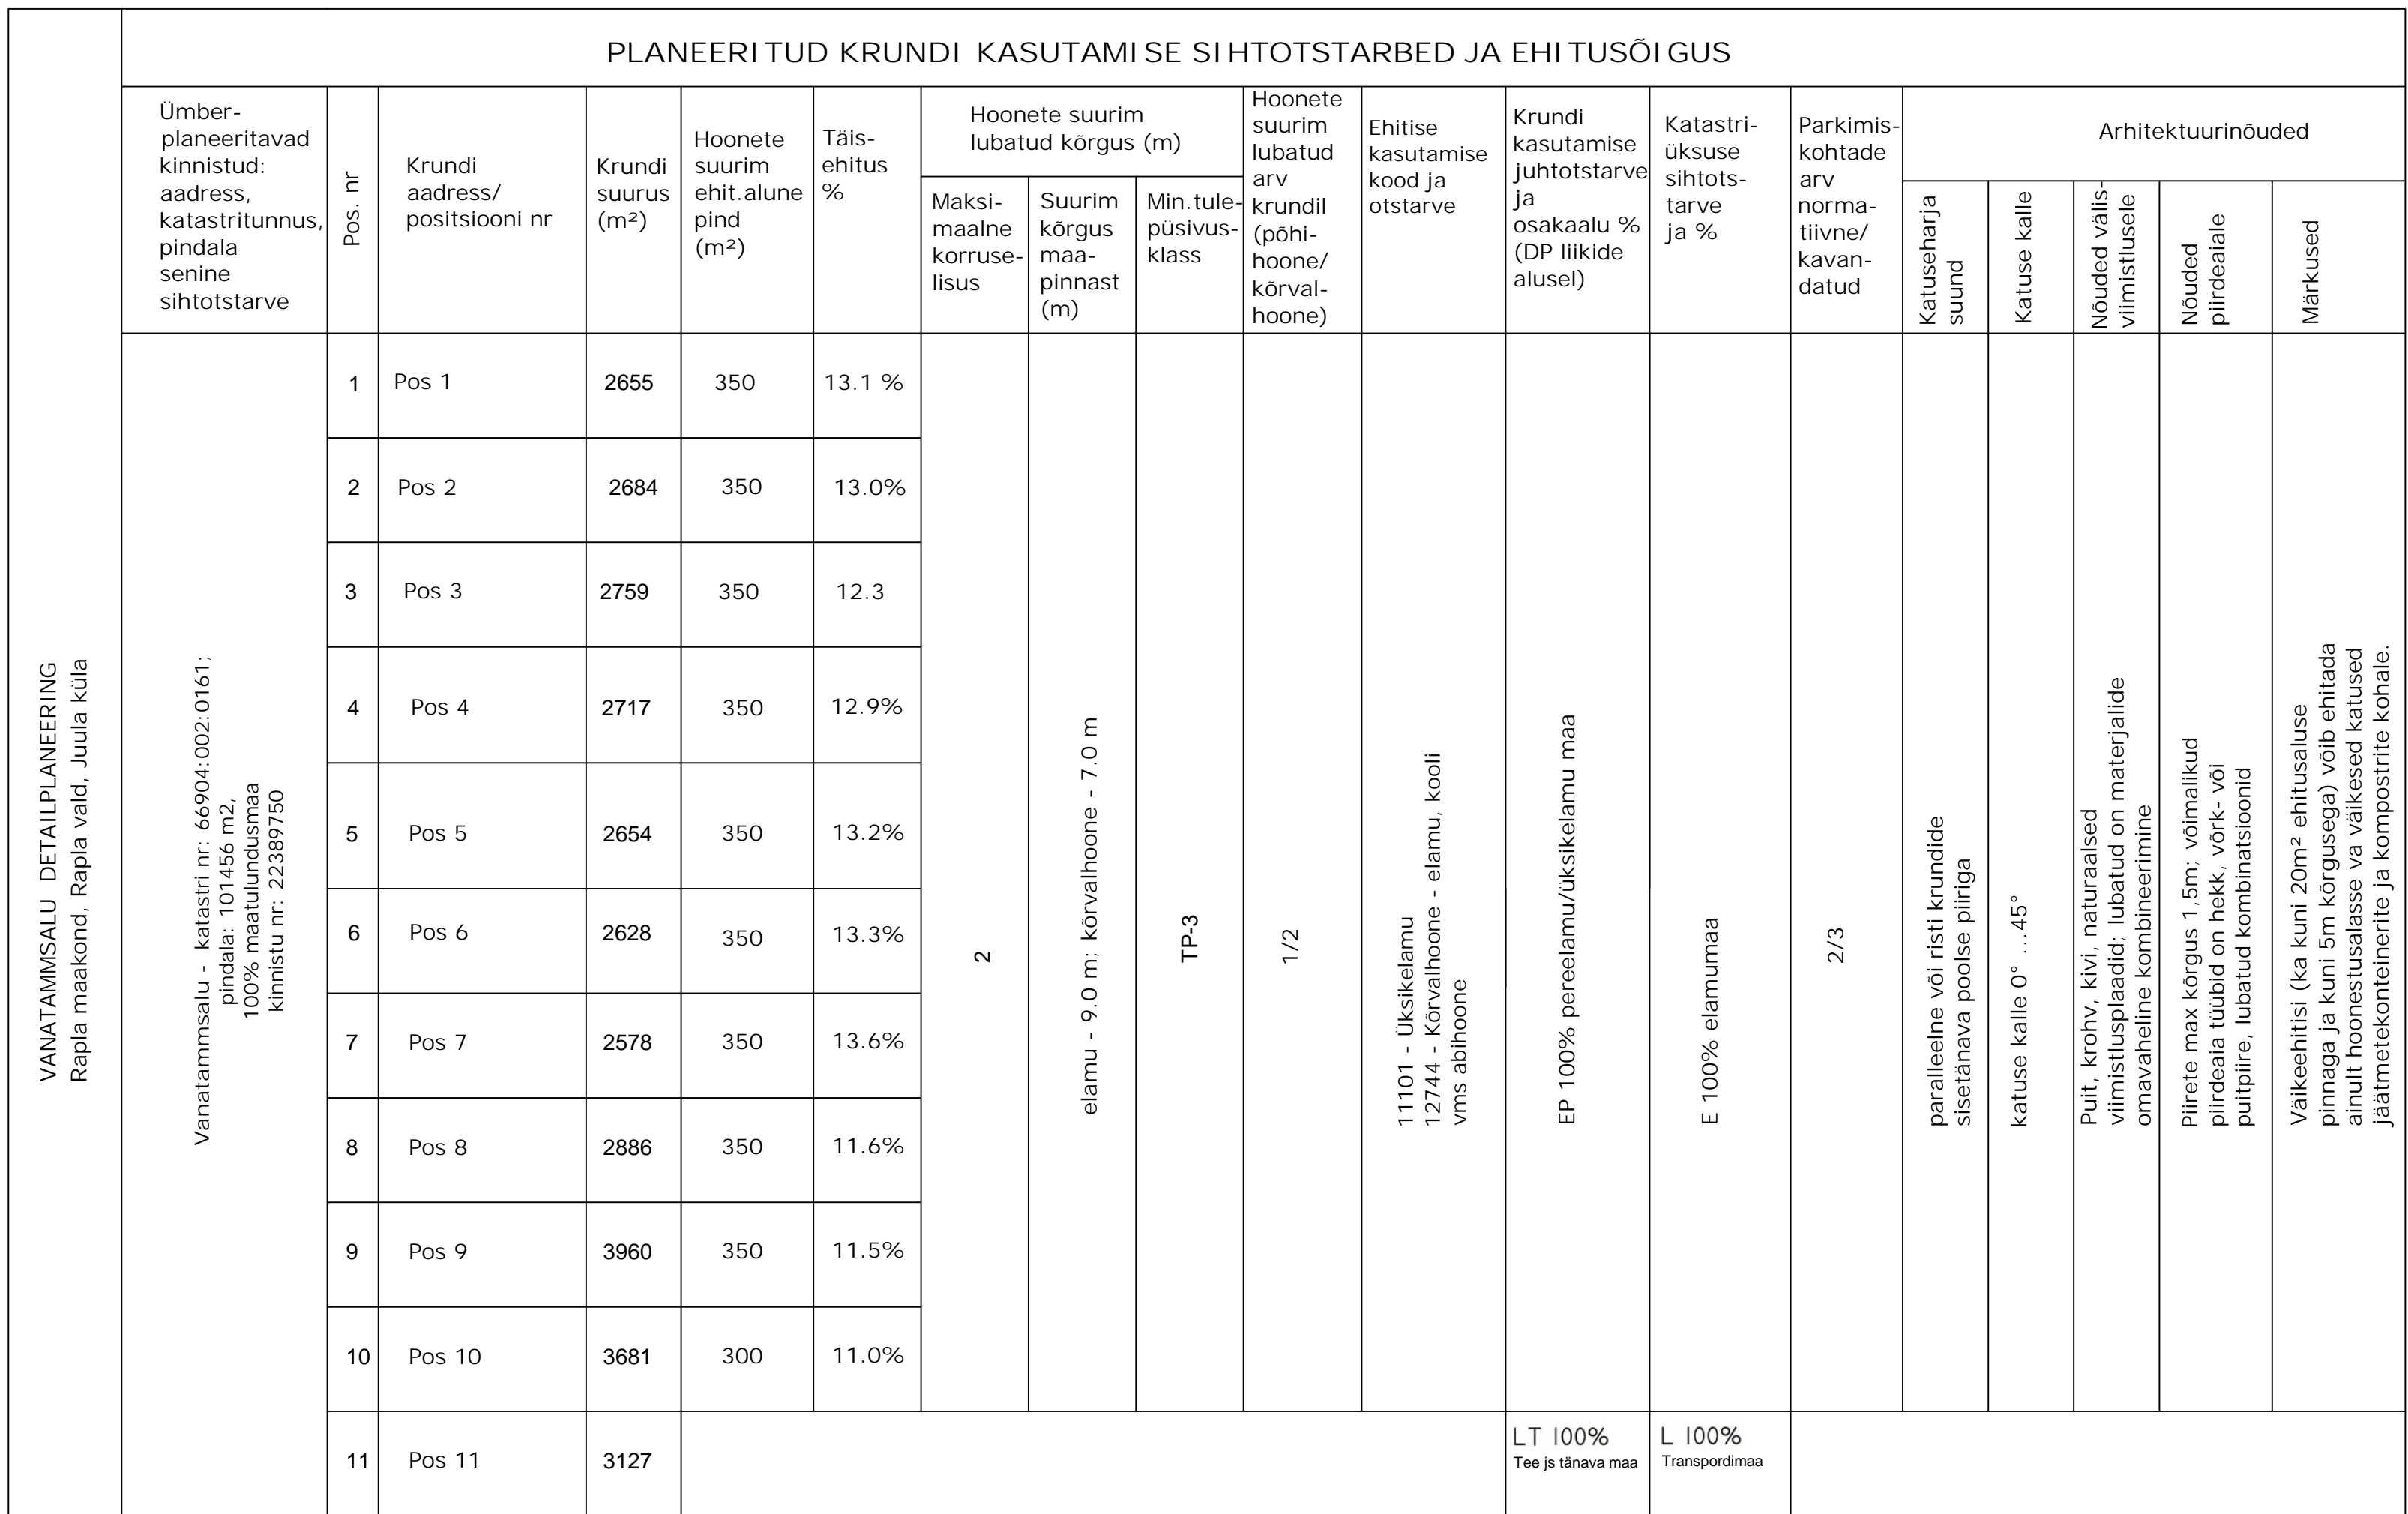 PLANEERITUD KRUNDI KASUTAMISE SIHTOTSTARBED JA EHITUSÕIGUS
VANATAMMSALU DETAILPLANEERING
Rapla maakond, Rapla vald, Juula küla
Ümber-
planeeritavad
kinnistud:
aadress,
katastritunnus,
pindala
senine
sihtotstarve
Pos. nr
Krundi
aadress/
positsiooni nr
Krundi
suurus
(m²)
Hoonete
suurim
ehit.alune
pind
(m²)
Täis-
ehitus
%
Hoonete suurim
lubatud kõrgus (m)
Maksi-
maalne
korruse-
lisus
Suurim
kõrgus
maa-
pinnast
(m)
Min.tule-
püsivus-
klass
Hoonete
suurim
lubatud
arv
krundil
(põhi-
hoone/
kõrval-
hoone)
Ehitise
kasutamise
kood ja
otstarve
Krundi
kasutamise
juhtotstarve
ja
osakaalu %
(DP liikide
alusel)
Katastri-
üksuse
sihtots-
tarve
ja %
Parkimis-
kohtade
arv
norma-
tiivne/
kavan-
datud
Arhitektuurinõuded
Katuseharja
suund
Katuse kalle
Nõuded välis-
viimistlusele
Nõuded
piirdeaiale
Märkused
Vanatammsalu - katastri nr: 66904:002:0161;
pindala: 101456 m2,
100% maatulundusmaa
kinnistu nr: 22389750
1 Pos 1 2655 350 13.1 %
2 Pos 2 2684 350 13.0%
3 Pos 3 2759 350 12.3
4 Pos 4 2717 350 12.9%
5 Pos 5 2654 350 13.2%
6 Pos 6 2628 350 13.3%
7 Pos 7 2578 350 13.6%
8 Pos 8 2886 350 11.6%
9 Pos 9 3960 350 11.5%
10 Pos 10 3681 300 11.0%
2
elamu - 9.0 m; kõrvalhoone - 7.0 m
TP-3
1/2
11101 - Üksikelamu
12744 - Kõrvalhoone - elamu, kooli
vms abihoone
EP 100% pereelamu/üksikelamu maa
E 100% elamumaa
2/3
paralleelne või risti krundide
sisetänava poolse piiriga
katuse kalle 0° ...45°
Puit, krohv, kivi, naturaalsed
viimistlusplaadid; lubatud on materjalide
omavaheline kombineerimine
Piirete max kõrgus 1,5m; võimalikud
piirdeaia tüübid on hekk, võrk- või
puitpiire, lubatud kombinatsioonid
Väikeehitisi (ka kuni 20m² ehitusaluse
pinnaga ja kuni 5m kõrgusega) võib ehitada
ainult hoonestusalasse va väikesed katused
jäätmetekonteinerite ja kompostrite kohale.
11 Pos 11 3127
LT 100%
Tee js tänava maa
L 100%
Transpordimaa